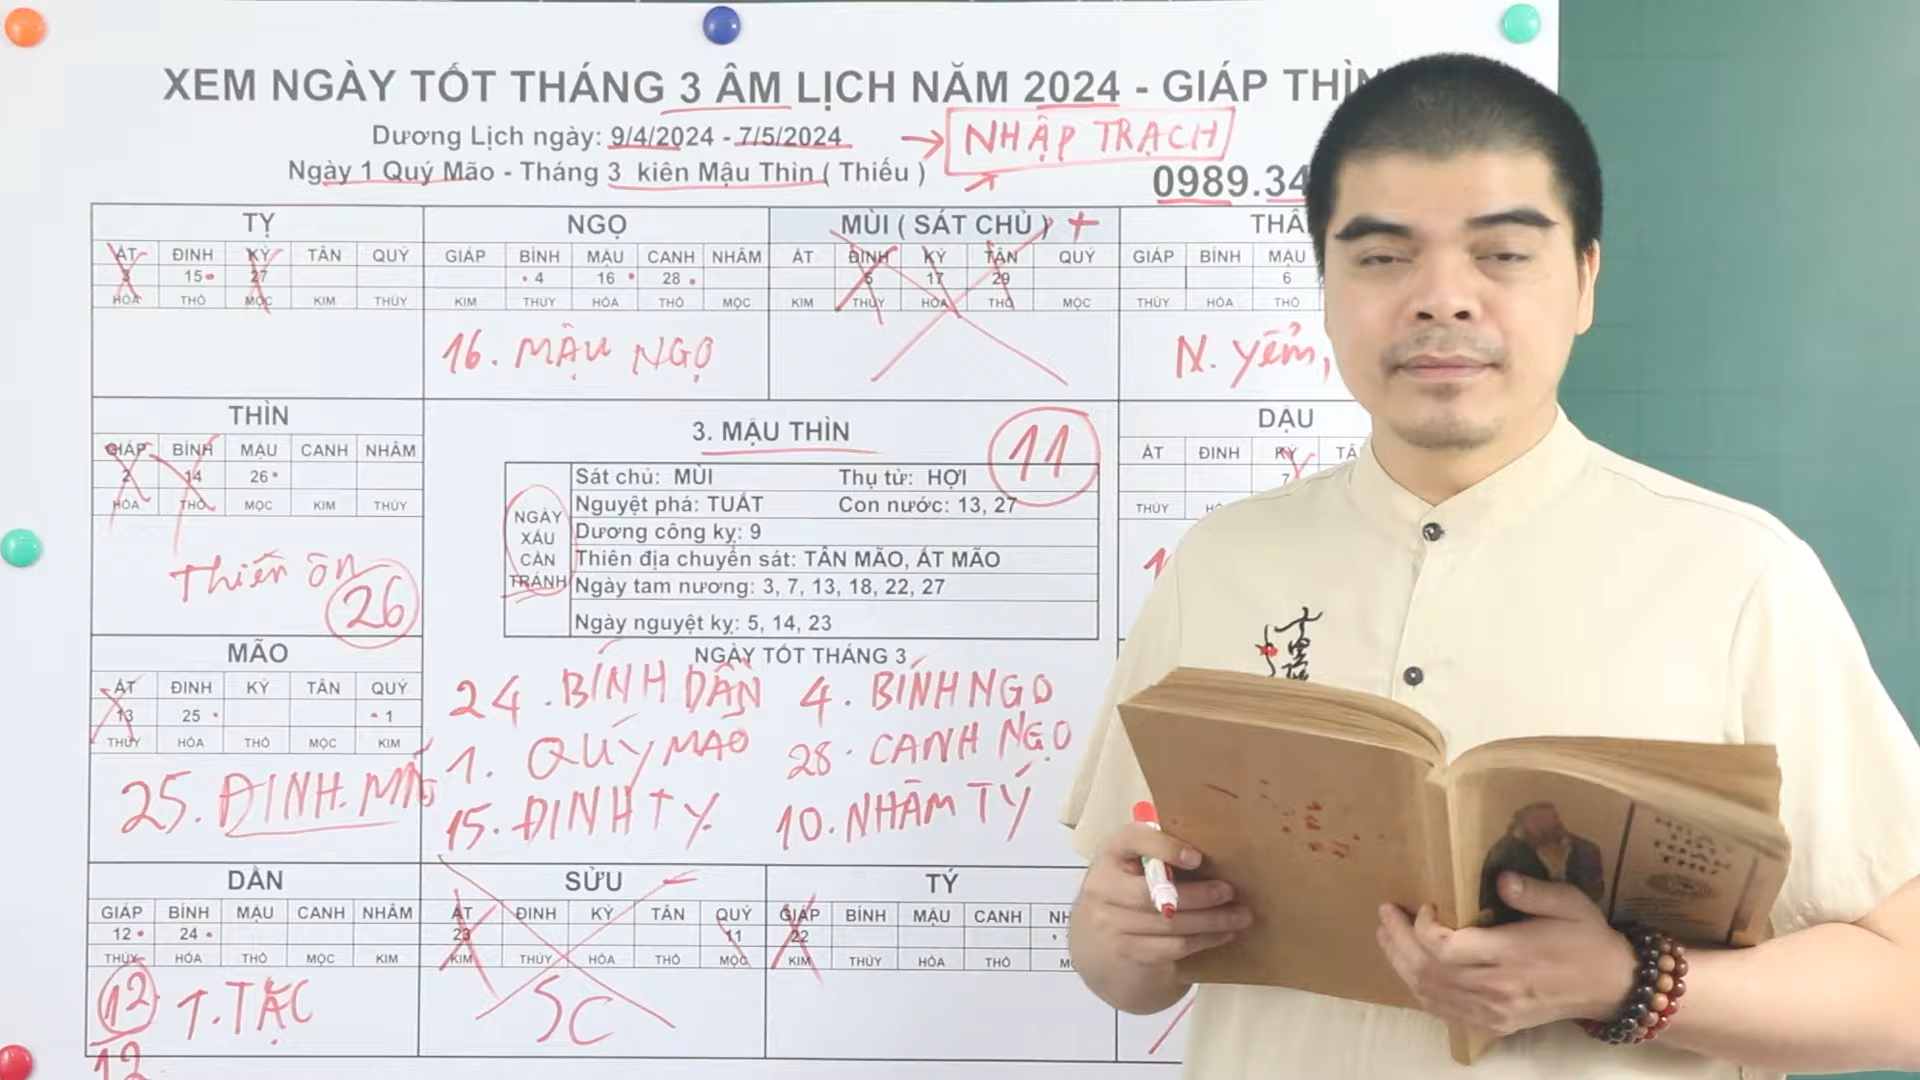 XEM NGÀY TỐT THÁNG 3 ÂM LỊCH NĂM 2024 - GIÁP THÌN
Dương Lịch ngày: 9/4/2024 - 7/5/2024 → NHẬP TRẠCH
Ngày 1 Quý Mão - Tháng 3 kiên Mậu Thìn ( Thiếu )
0989.34
TỴ
ẤT ĐINH KỶ TÂN QUÝ
3 15 27
HỎA THỔ MỘC KIM THỦY
NGỌ
GIÁP BÍNH MẬU CANH NHÂM
4 16 28
KIM THỦY HỎA THỔ MỘC
16. MẬU NGỌ
MÙI ( SÁT CHỦ ) +
ẤT ĐINH KỶ TÂN QUÝ
5 17 29
KIM THỦY HỎA THỔ MỘC
THÂ
GIÁP BÍNH MẬU
6
THỦY HỎA THỔ
N. yểm,
THÌN
GIÁP BÍNH MẬU CANH NHÂM
2 14 26
HỎA THỔ MỘC KIM THỦY
Thiên ôn
26
3. MẬU THÌN
11
NGÀY XẤU CẦN TRÁNH
Sát chủ: MÙI Thụ tử: HỢI
Nguyệt phá: TUẤT Con nước: 13, 27
Dương công kỵ: 9
Thiên địa chuyển sát: TÂN MÃO, ẤT MÃO
Ngày tam nương: 3, 7, 13, 18, 22, 27
Ngày nguyệt kỵ: 5, 14, 23
DẬU
ẤT ĐINH KỶ TÂ
7
THỦY
MÃO
ẤT ĐINH KỶ TÂN QUÝ
13 25 1
THỦY HỎA THỔ MỘC KIM
25. ĐINH. MÃO
NGÀY TỐT THÁNG 3
24. BÍNH DẦN 4. BÍNH NGỌ
1. QUÝ MÃO 28. CANH NGỌ
15. ĐINH TỴ 10. NHÂM TÝ
DẦN
GIÁP BÍNH MẬU CANH NHÂM
12 24
THỦY HỎA THỔ MỘC KIM
12 T. TẶC
12
SỬU
ẤT ĐINH KỶ TÂN QUÝ
23 11
KIM THỦY HỎA THỔ MỘC
SC
TÝ
GIÁP BÍNH MẬU CANH NH
22
KIM THỦY HỎA THỔ M